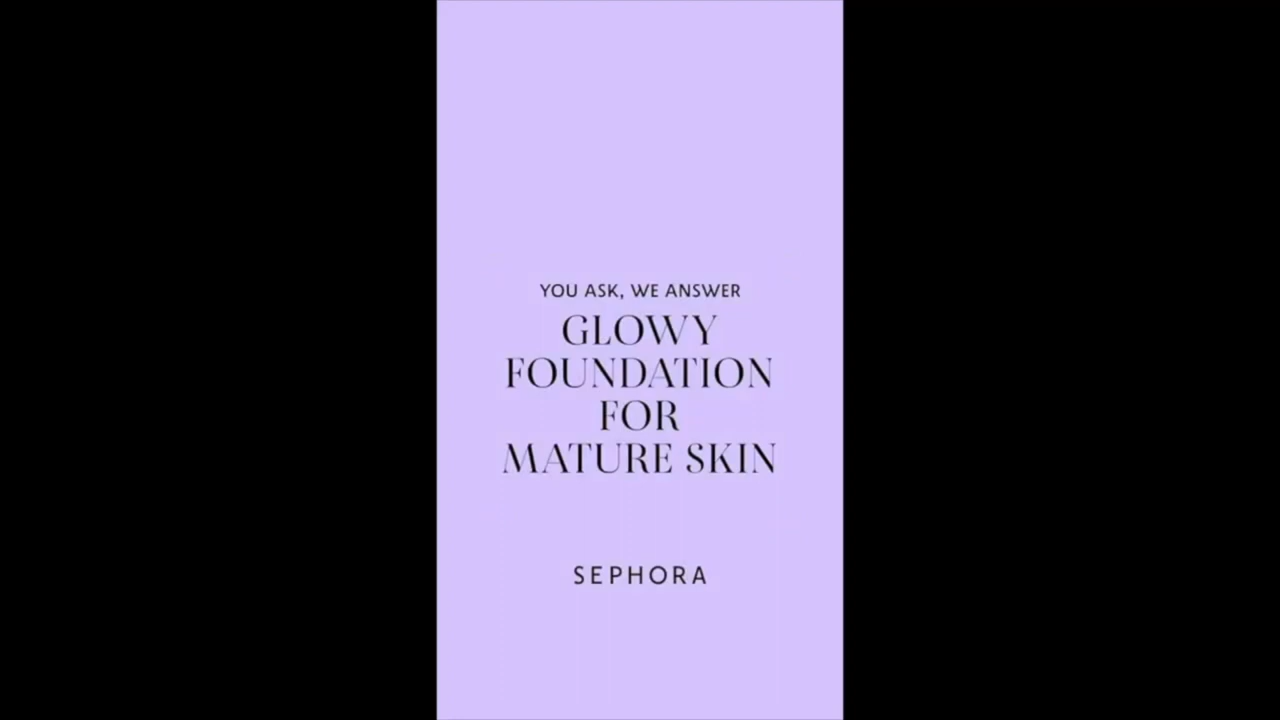 YOU ASK, WE ANSWER
GLOWY
FOUNDATION
FOR
MATURE SKIN
SEPHORA